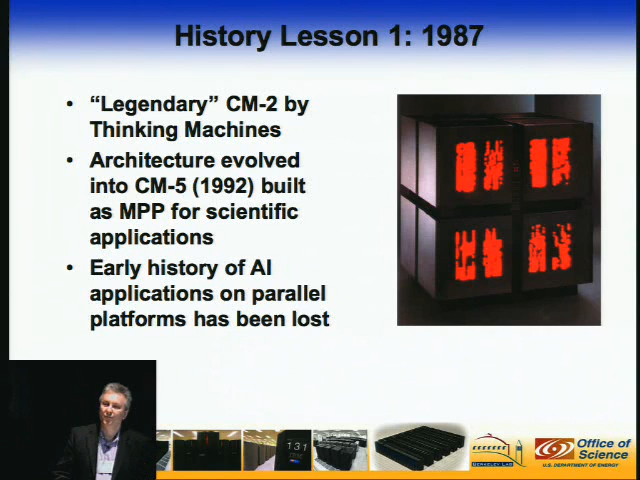 History Lesson 1: 1987
• “Legendary” CM-2 by
Thinking Machines
• Architecture evolved
into CM-5 (1992) built
as MPP for scientific
applications
• Early history of AI
applications on parallel
platforms has been lost
131
BERKELEY LAB
Office of
Science
U.S. DEPARTMENT OF ENERGY